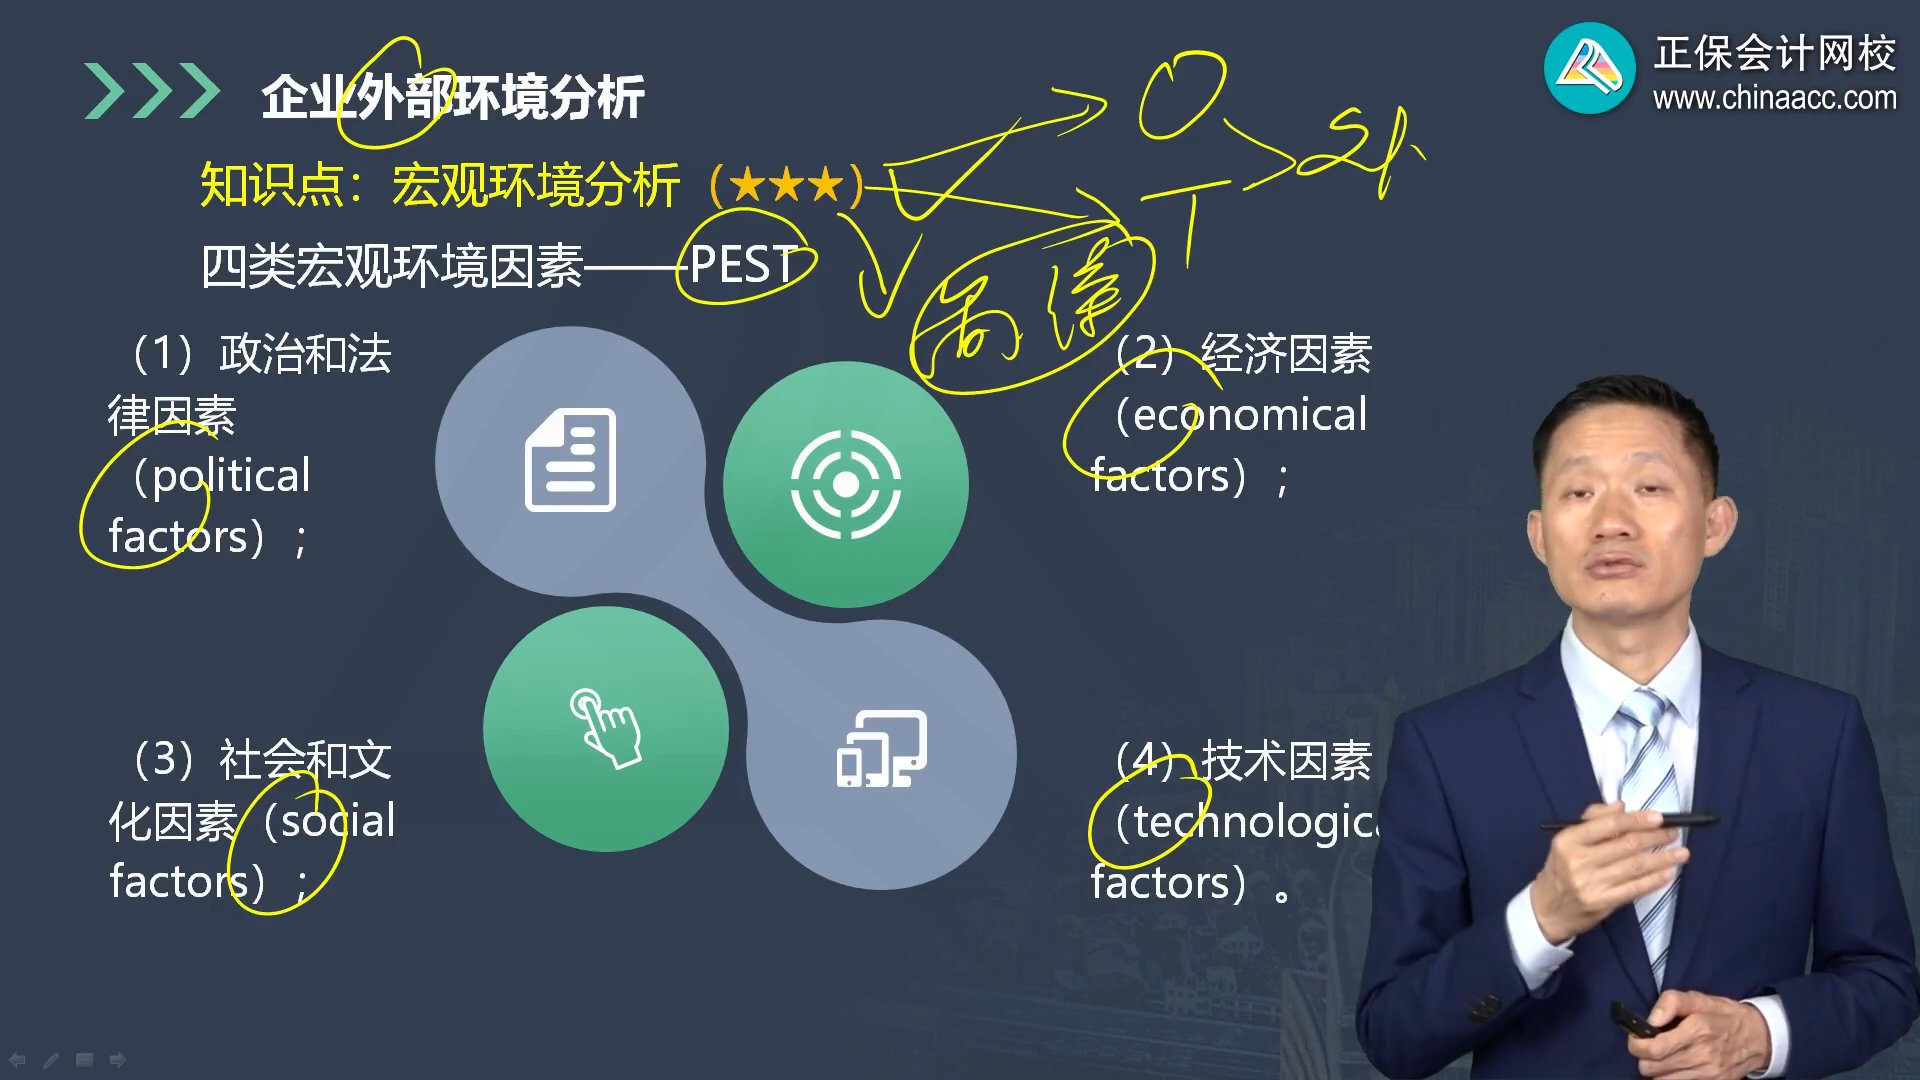 正保会计网校
www.chinaacc.com
企业外部环境分析
知识点：宏观环境分析（★★★）
四类宏观环境因素——PEST
O
T
（1）政治和法
律因素
（political
factors）；
（2）经济因素
（economical
factors）；
（3）社会和文
化因素（social
factors）；
（4）技术因素
（technologica
factors）。